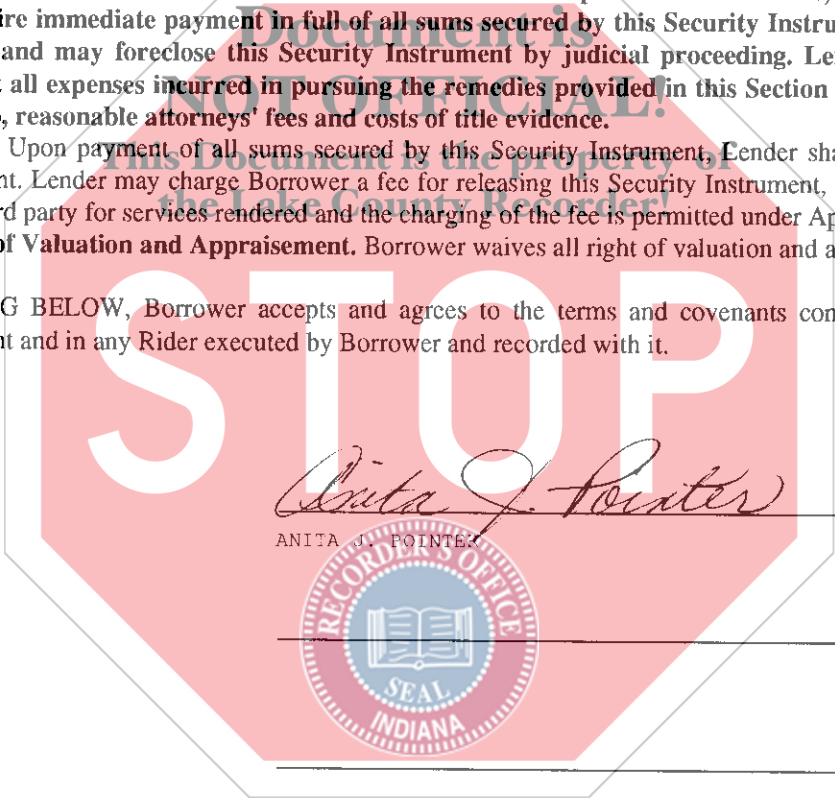 Document is
ire immediate payment in full of all sums secured by this Security Instru
and may foreclose this Security Instrument by judicial proceeding. Le
all expenses incurred in pursuing the remedies provided in this Section
NOT OFFICIAL!
, reasonable attorneys' fees and costs of title evidence.
Upon payment of all sums secured by this Security Instrument, Lender sha
This Document is the property of
nt. Lender may charge Borrower a fee for releasing this Security Instrument,
the Lake County Recorder!
rd party for services rendered and the charging of the fee is permitted under Ap
of Valuation and Appraisement. Borrower waives all right of valuation and a
STOP
G BELOW, Borrower accepts and agrees to the terms and covenants con
nt and in any Rider executed by Borrower and recorded with it.
Anita J. Pointer
ANITA J. POINTER
RECORDER'S OFFICE
SEAL
INDIANA